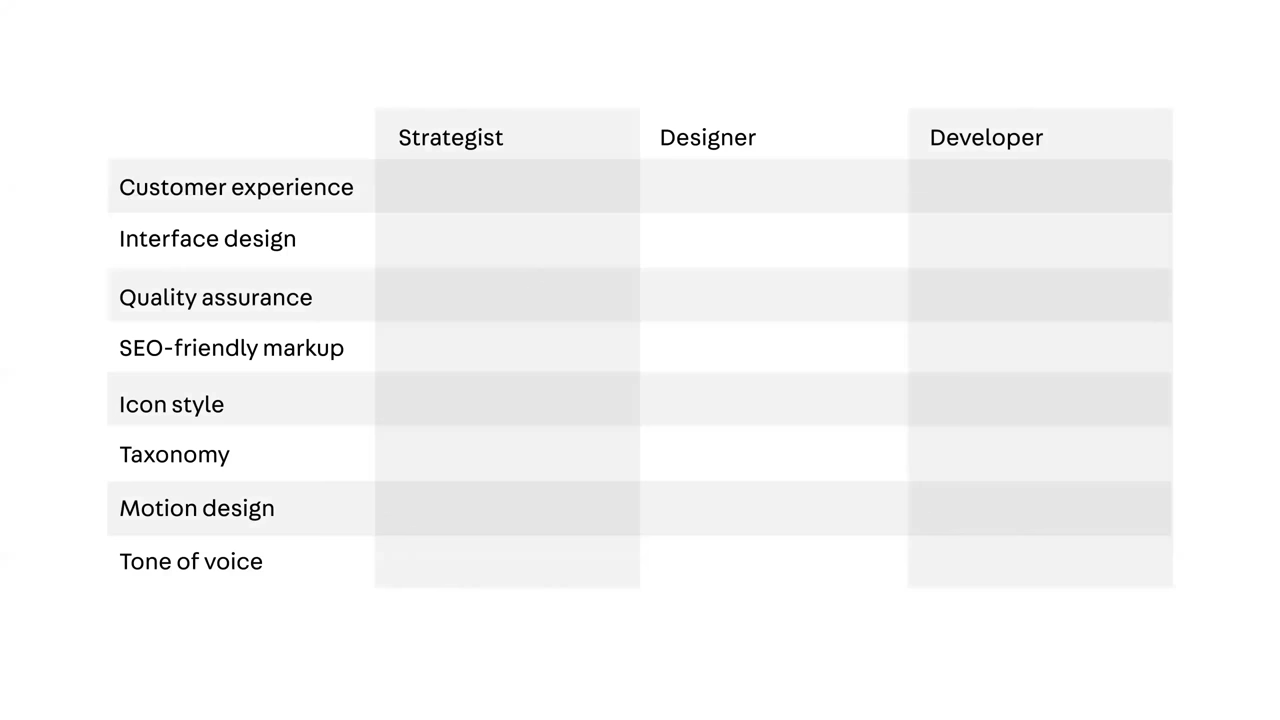 Strategist Designer Developer
Customer experience
Interface design
Quality assurance
SEO-friendly markup
Icon style
Taxonomy
Motion design
Tone of voice